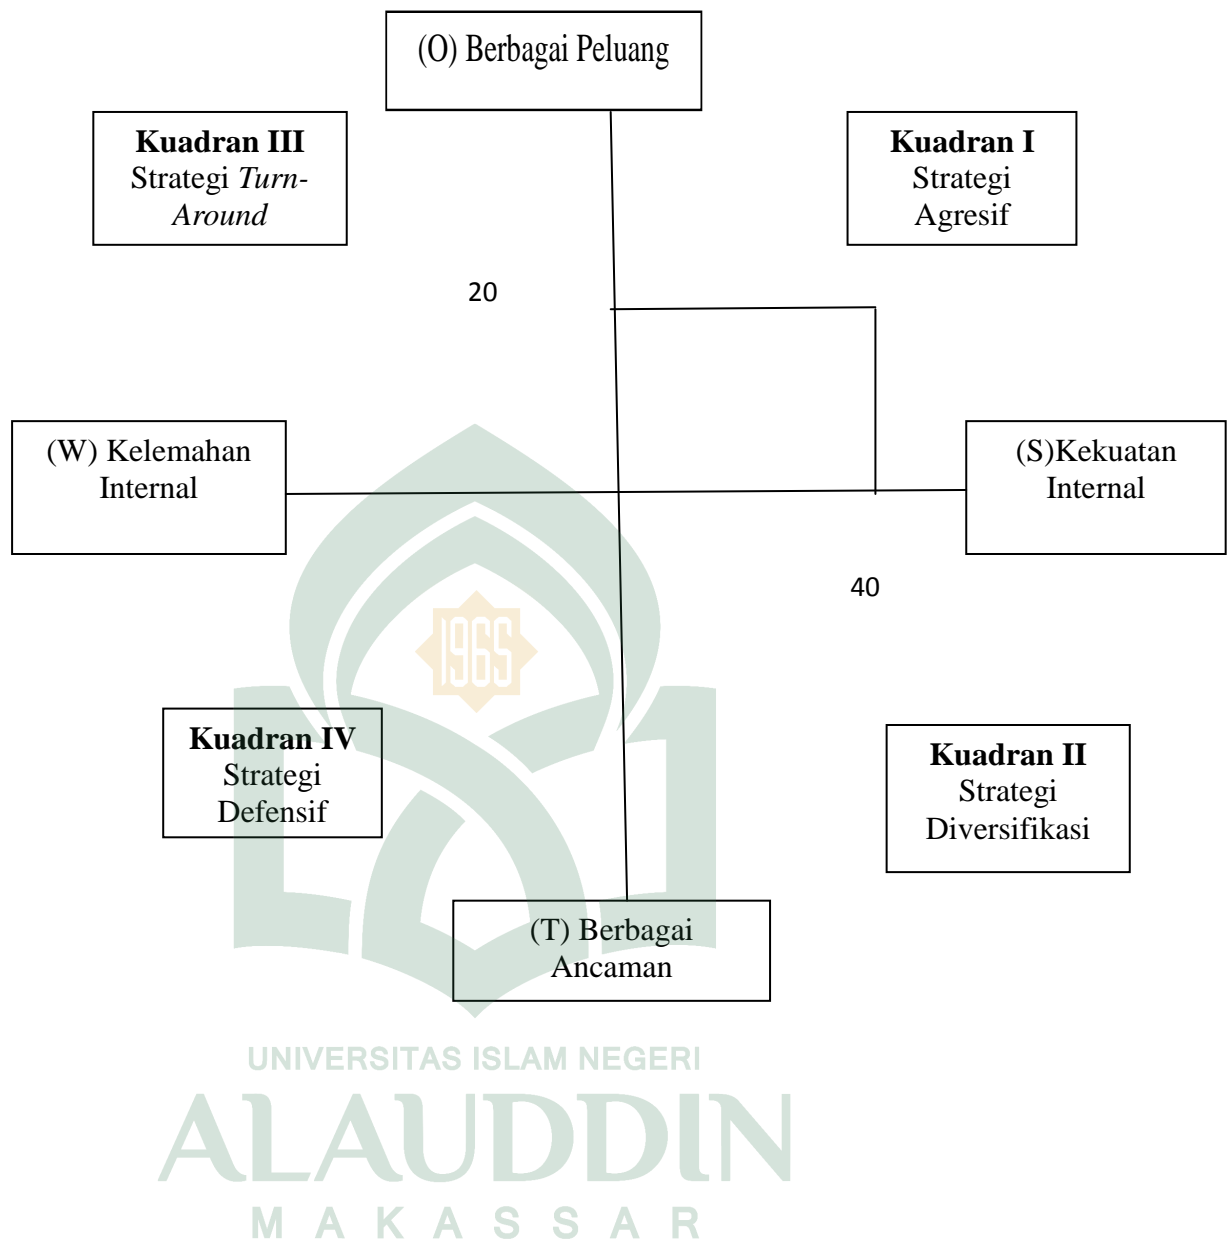 (O) Berbagai Peluang
Kuadran III
Strategi Turn-
Around
Kuadran I
Strategi
Agresif
20
(W) Kelemahan
Internal
(S)Kekuatan
Internal
40
1965
Kuadran IV
Strategi
Defensif
Kuadran II
Strategi
Diversifikasi
(T) Berbagai
Ancaman
UNIVERSITAS ISLAM NEGERI
ALAUDDIN
MAKASSAR